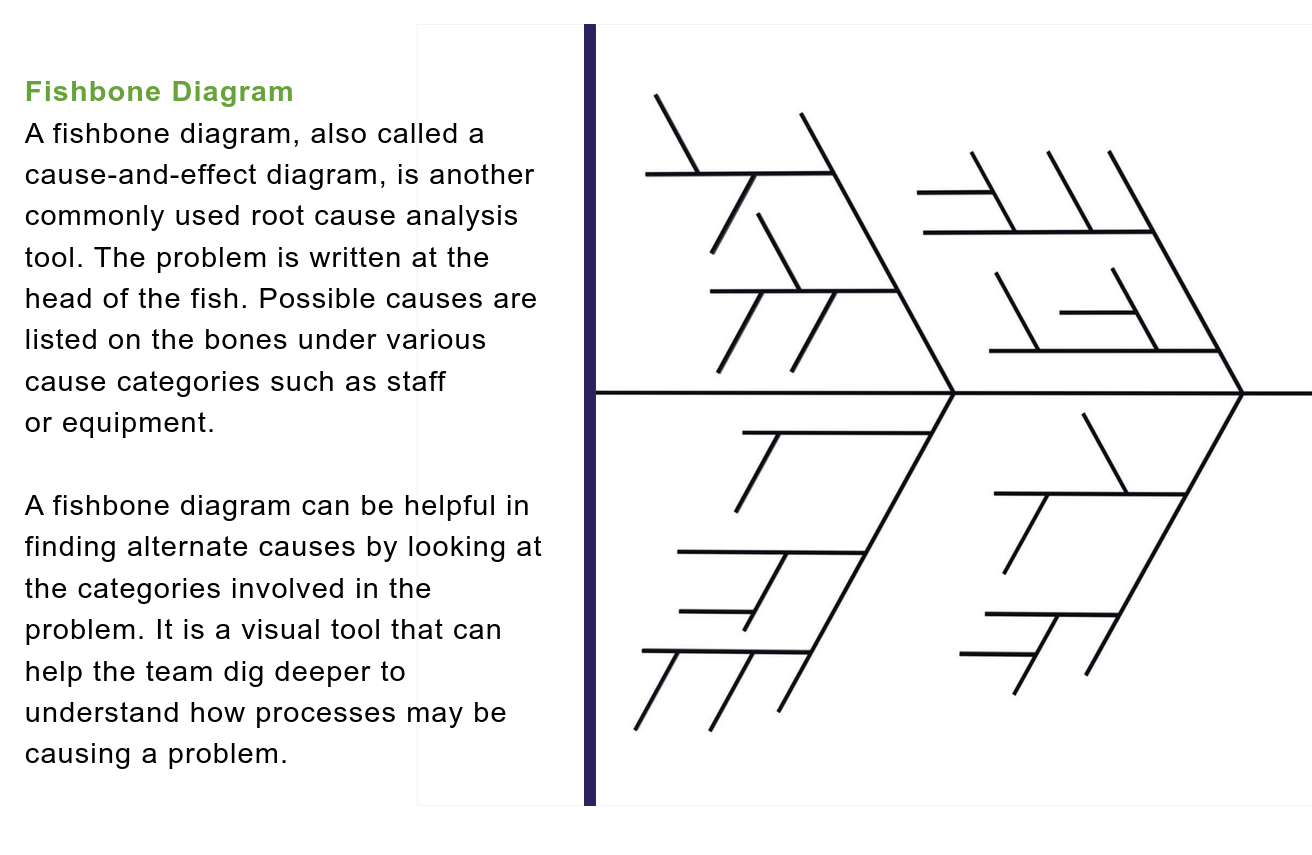 Fishbone Diagram
A fishbone diagram, also called a
cause-and-effect diagram, is another
commonly used root cause analysis
tool. The problem is written at the
head of the fish. Possible causes are
listed on the bones under various
cause categories such as staff
or equipment.
A fishbone diagram can be helpful in
finding alternate causes by looking at
the categories involved in the
problem. It is a visual tool that can
help the team dig deeper to
understand how processes may be
causing a problem.